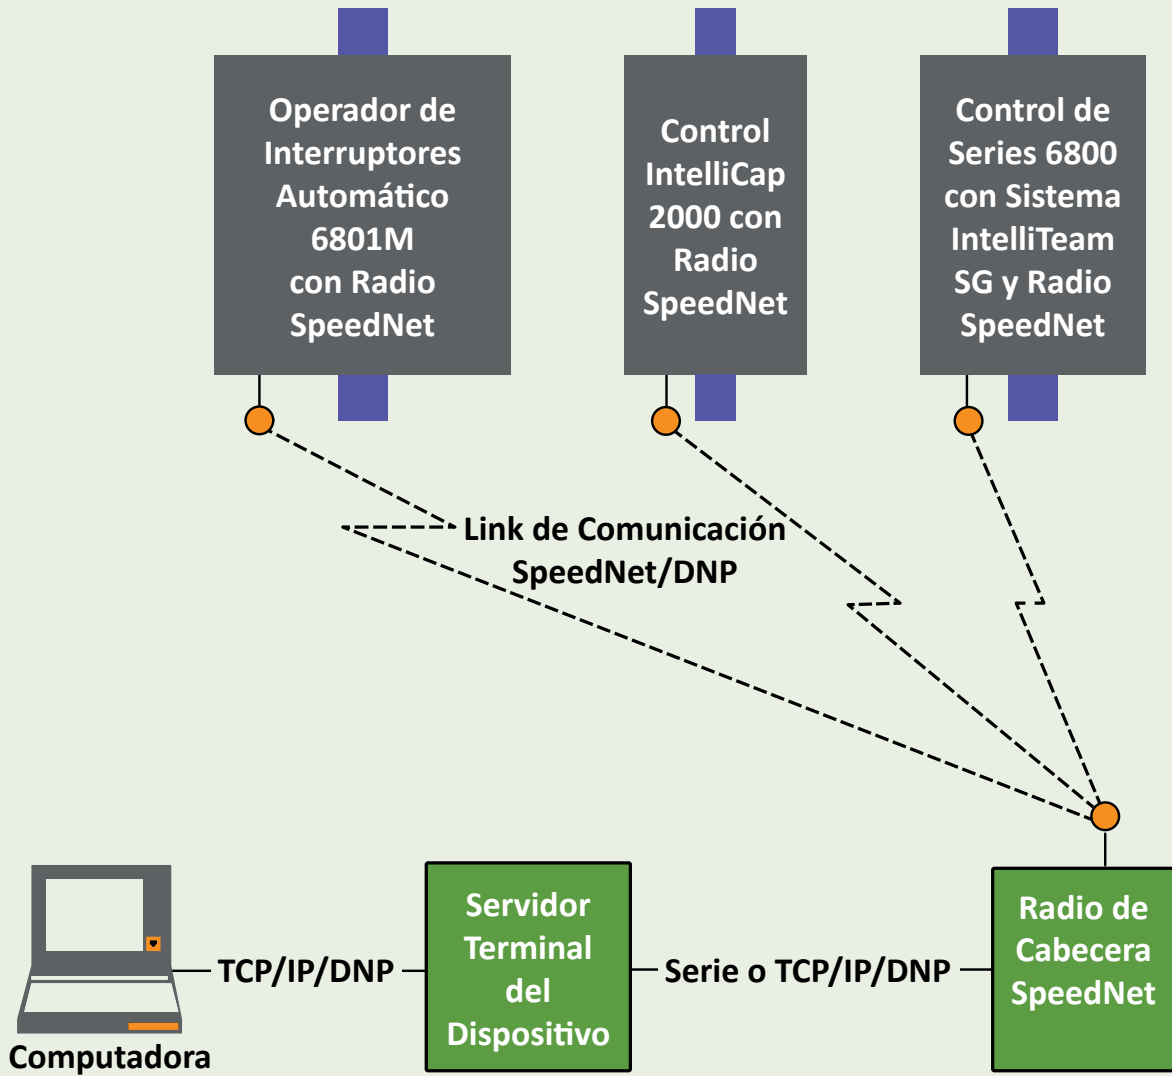 Operador de
Interruptores
Automático
6801M
con Radio
SpeedNet
Control
IntelliCap
2000 con
Radio
SpeedNet
Control de
Series 6800
con Sistema
IntelliTeam
SG y Radio
SpeedNet
Link de Comunicación
SpeedNet/DNP
Computadora
TCP/IP/DNP
Servidor
Terminal
del
Dispositivo
Serie o TCP/IP/DNP
Radio de
Cabecera
SpeedNet